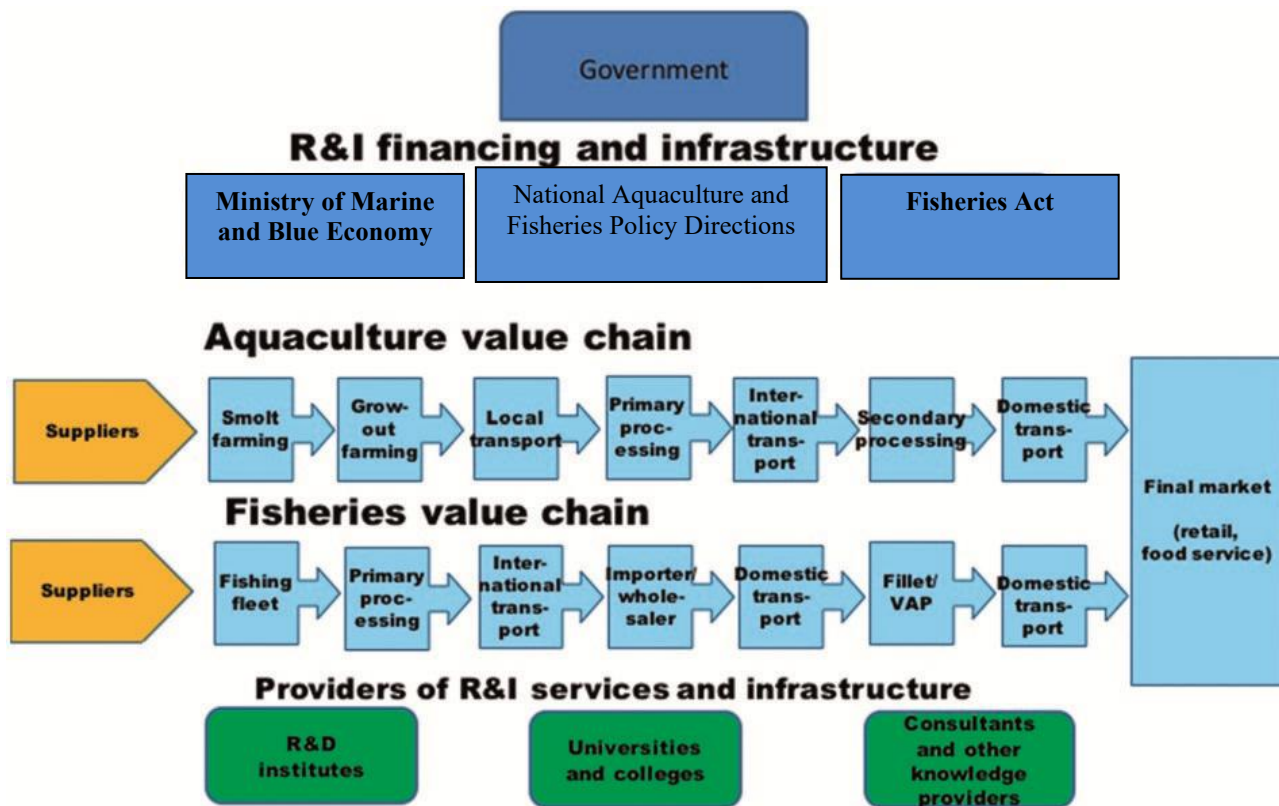 Government
R&I financing and infrastructure
Ministry of Marine
and Blue Economy
National Aquaculture and
Fisheries Policy Directions
Fisheries Act
Aquaculture value chain
Suppliers
Smolt
farming
Grow-
out
farming
Local
transport
Primary
proc-
essing
Inter-
national
trans-
port
Secondary
processing
Domestic
trans-
port
Final market
(retail,
food service)
Fisheries value chain
Suppliers
Fishing
fleet
Primary
proc-
essing
Inter-
national
trans-
port
Importer/
whole-
saler
Domestic
trans-
port
Fillet/
VAP
Domestic
trans-
port
Providers of R&I services and infrastructure
R&D
institutes
Universities
and colleges
Consultants
and other
knowledge
providers